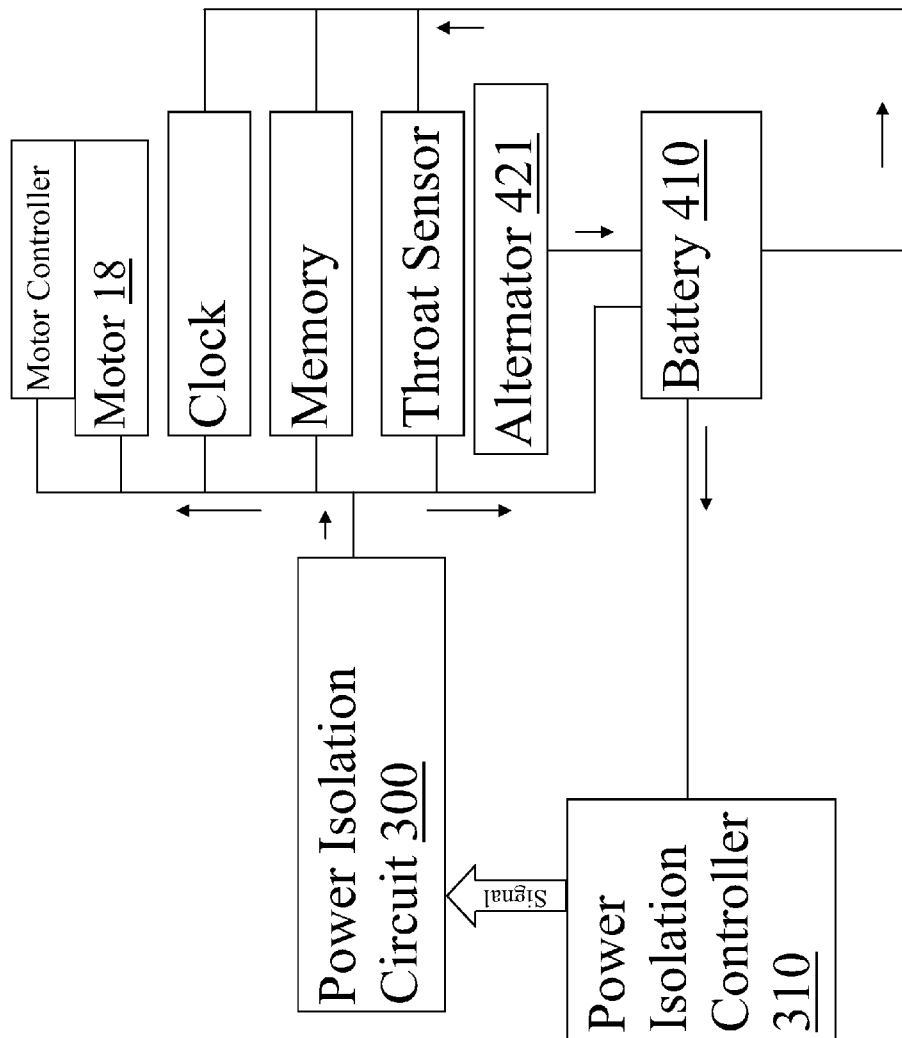 Motor Controller
Motor 18
Clock
Memory
Throat Sensor
Alternator 421
Battery 410
Power Isolation
Circuit 300
Signal
Power
Isolation
Controller
310